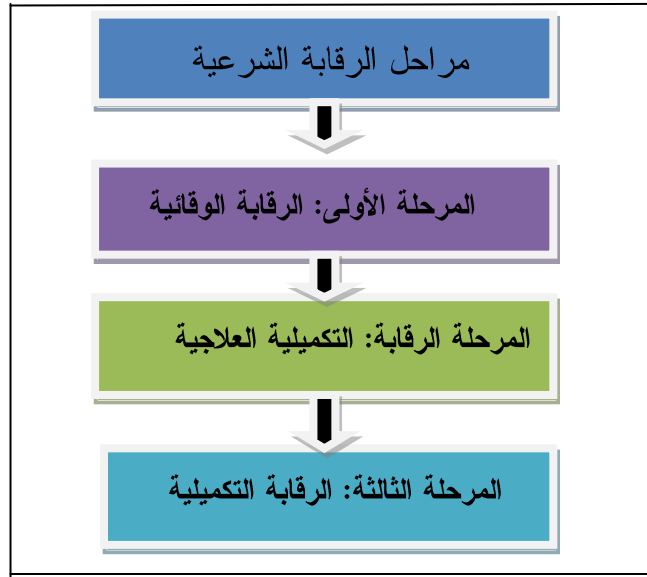 مراحل الرقابة الشرعية
المرحلة الأولى: الرقابة الوقائية
المرحلة الرقابة: التكميلية العلاجية
المرحلة الثالثة: الرقابة التكميلية